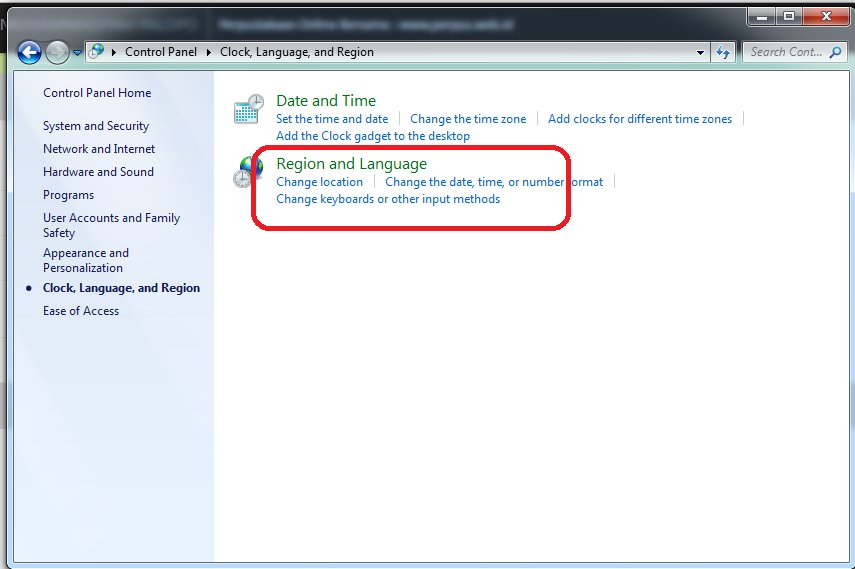 Control Panel ▸ Clock, Language, and Region
Search Cont...
Control Panel Home
System and Security
Network and Internet
Hardware and Sound
Programs
User Accounts and Family
Safety
Appearance and
Personalization
Clock, Language, and Region
Ease of Access
Date and Time
Set the time and date
Change the time zone
Add clocks for different time zones
Add the Clock gadget to the desktop
Region and Language
Change location
Change the date, time, or number format
Change keyboards or other input methods